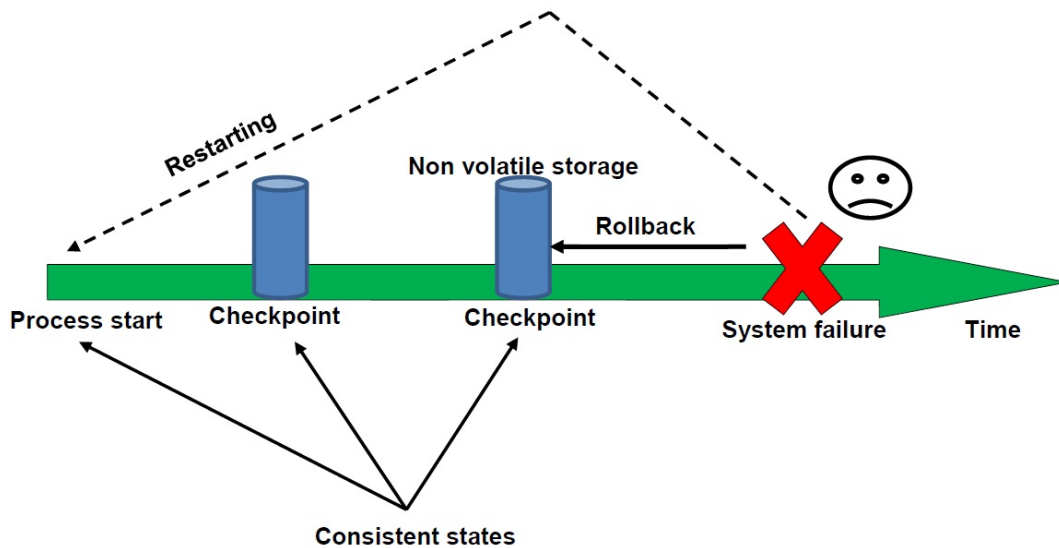 Restarting
Non volatile storage
Rollback
Process start
Checkpoint
Checkpoint
System failure
Time
Consistent states